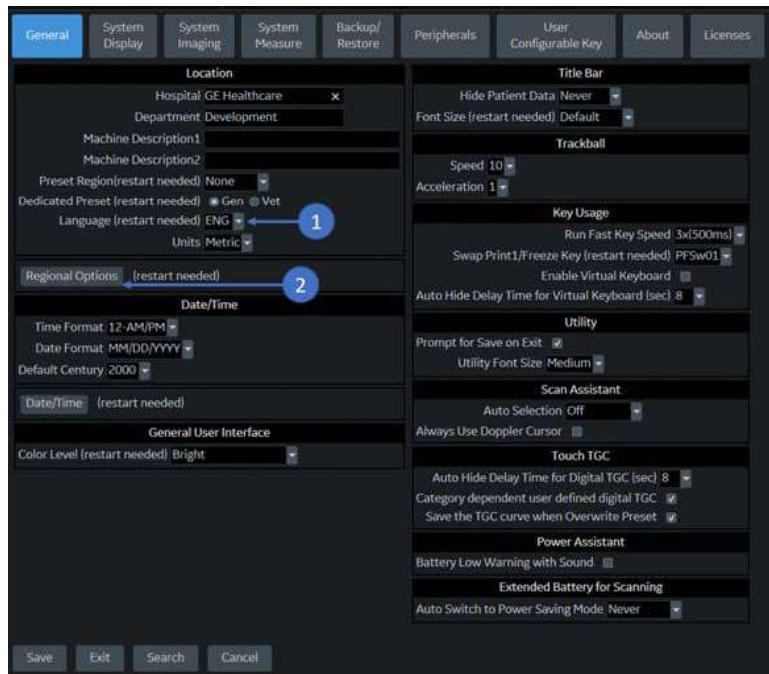 General
System Display
System Imaging
System Measure
Backup/ Restore
Peripherals
User Configurable Key
About
Licenses
Location
Hospital GE Healthcare ×
Department Development
Machine Description1
Machine Description2
Preset Region(restart needed) None
Dedicated Preset (restart needed) Gen Vet
Language (restart needed) ENG 1
Units Metric
Regional Options (restart needed)
2
Date/Time
Time Format 12-AM/PM
Date Format MM/DD/YYYY
Default Century 2000
Date/Time (restart needed)
General User Interface
Color Level (restart needed) Bright
Title Bar
Hide Patient Data Never
Font Size (restart needed) Default
Trackball
Speed 10
Acceleration 1
Key Usage
Run Fast Key Speed 3x(500ms)
Swap Print1/Freeze Key (restart needed) PFSw01
Enable Virtual Keyboard
Auto Hide Delay Time for Virtual Keyboard (sec) 8
Utility
Prompt for Save on Exit
Utility Font Size Medium
Scan Assistant
Auto Selection Off
Always Use Doppler Cursor
Touch TGC
Auto Hide Delay Time for Digital TGC (sec) 8
Category dependent user defined digital TGC
Save the TGC curve when Overwrite Preset
Power Assistant
Battery Low Warning with Sound
Extended Battery for Scanning
Auto Switch to Power Saving Mode Never
Save
Exit
Search
Cancel